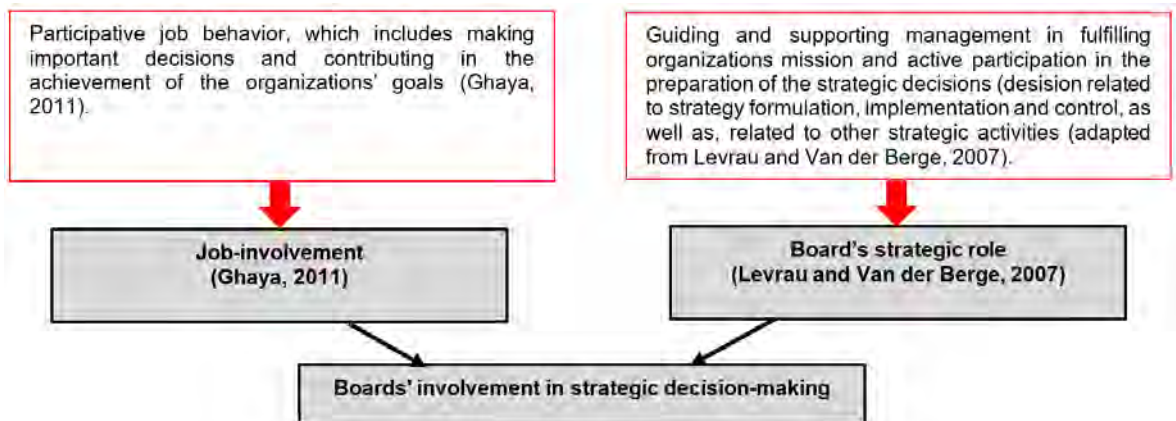 Participative job behavior, which includes making
important decisions and contributing in the
achievement of the organizations' goals (Ghaya,
2011).
Guiding and supporting management in fulfilling
organizations mission and active participation in the
preparation of the strategic decisions (desision related
to strategy formulation, implementation and control, as
well as, related to other strategic activities (adapted
from Levrau and Van der Berge, 2007).
Job-involvement
(Ghaya, 2011)
Board's strategic role
(Levrau and Van der Berge, 2007)
Boards' involvement in strategic decision-making